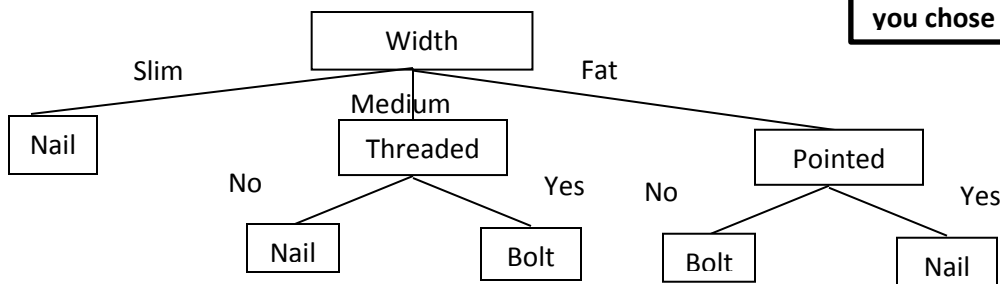 you chose
Width
Slim
Fat
Medium
Nail
Threaded
Pointed
No
Yes
No
Yes
Nail
Bolt
Bolt
Nail